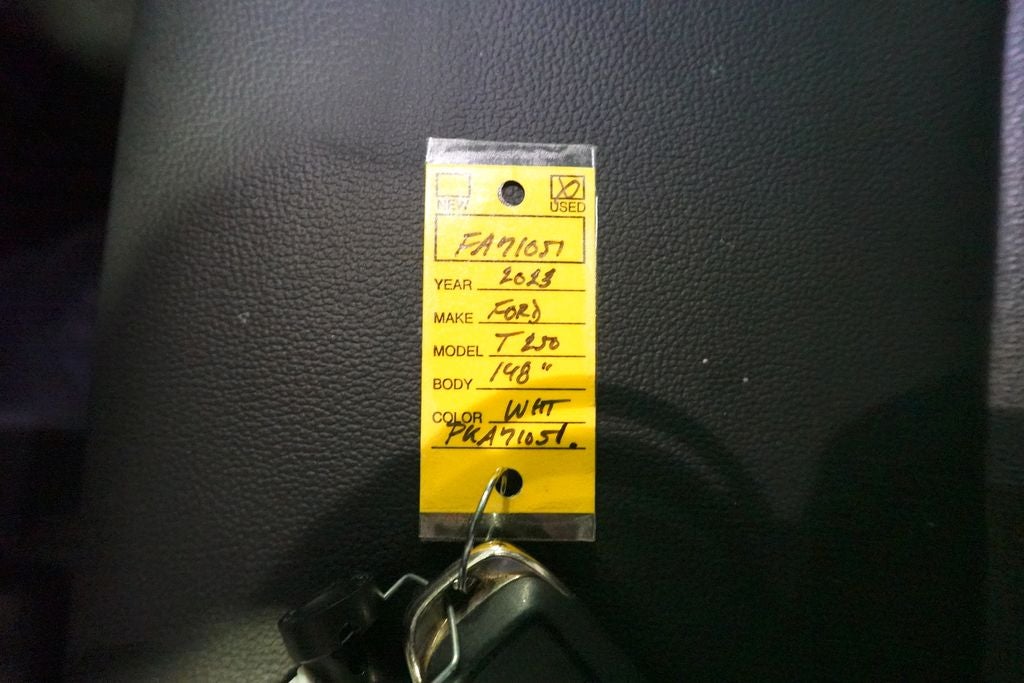 NEW USED
FA71051
YEAR 2023
MAKE FORD
MODEL T250
BODY 148"
COLOR WHT
PKA71051.